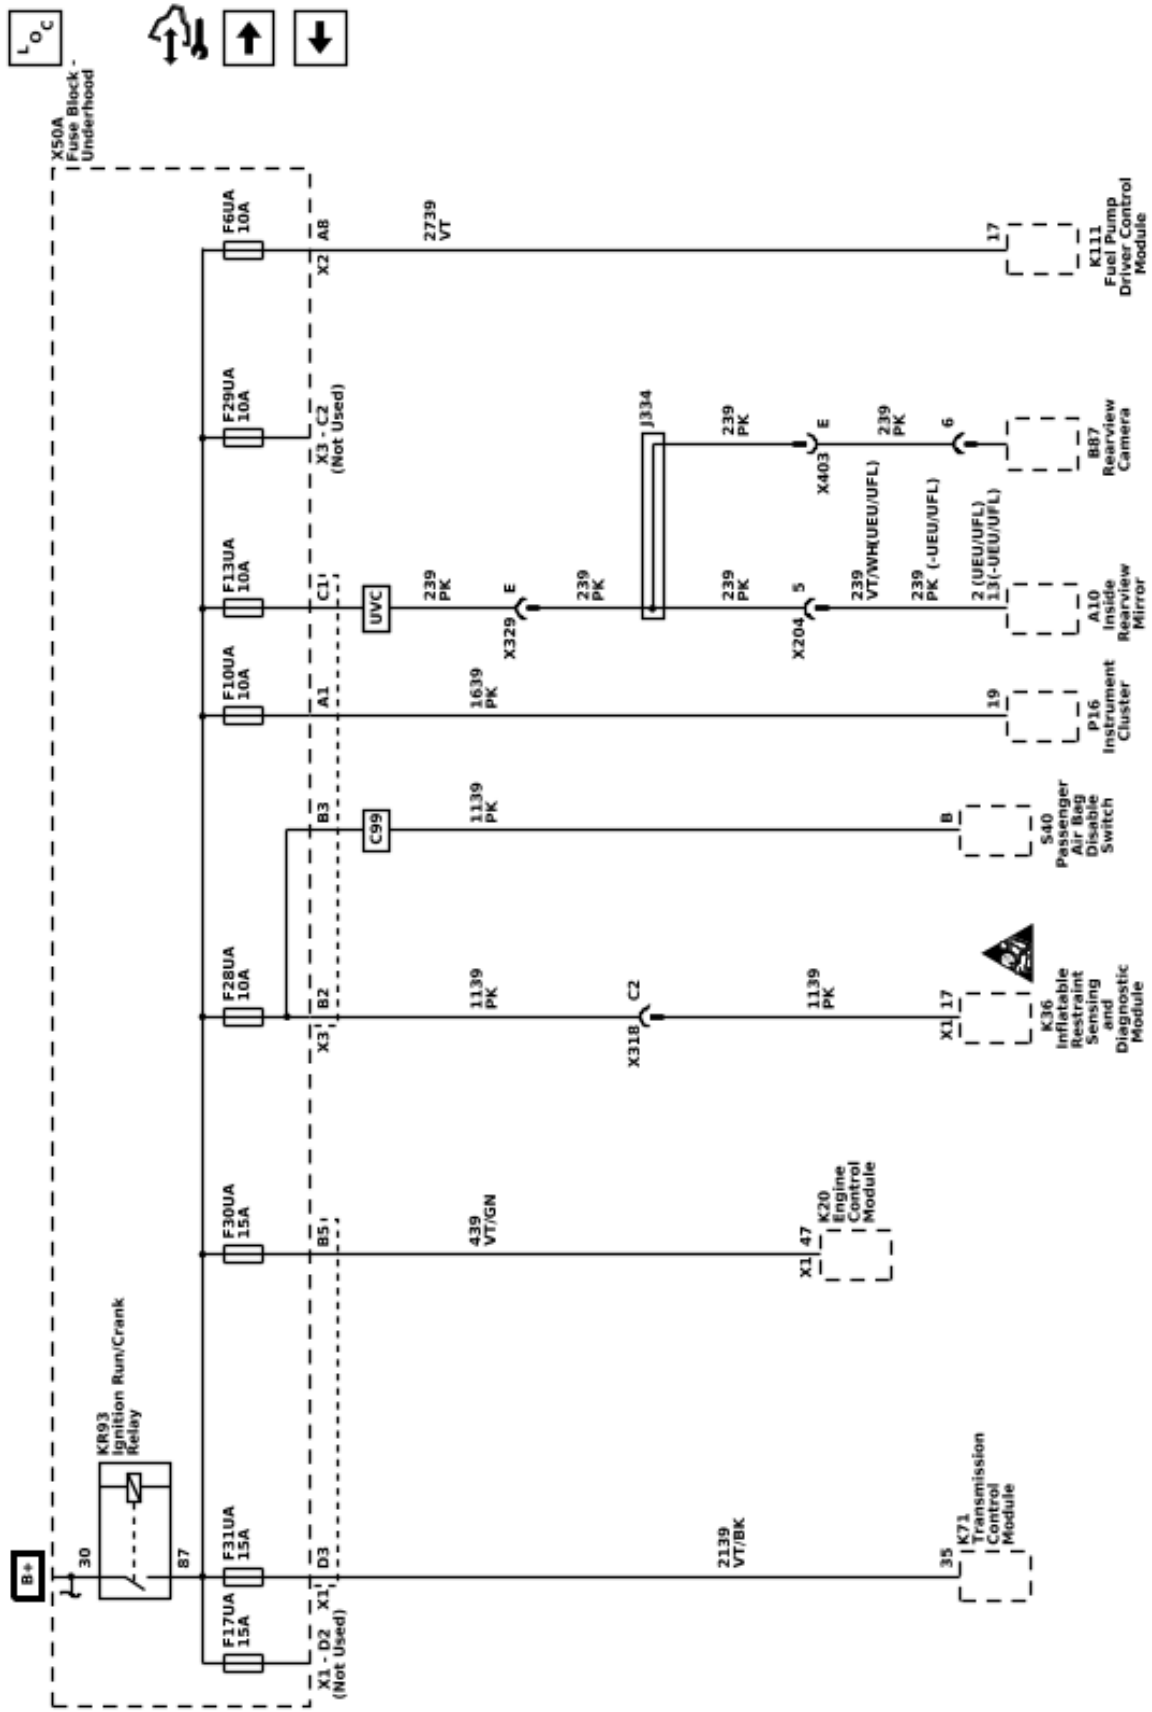 LOC
B+
X50A
Fuse Block -
Underhood
KR93
Ignition Run/Crank
Relay
30
87
F17UA
15A
F31UA
15A
F30UA
15A
F28UA
10A
F10UA
10A
F13UA
10A
F29UA
10A
F6UA
10A
X1 - D2
(Not Used)
X1
D3
B5
X3
B2
B3
A1
C1
X3 - C2
(Not Used)
X2
A8
C99
UVC
2139
VT/BK
439
VT/GN
1139
PK
1139
PK
1639
PK
239
PK
2739
VT
X329
E
239
PK
J334
X318
C2
239
PK
239
PK
1139
PK
X204
5
X403
E
239
VT/WH(UEU/UFL)
239
PK (-UEU/UFL)
239
PK
6
35
X1
47
X1
17
B
19
2 (UEU/UFL)
13(-UEU/UFL)
17
K71
Transmission
Control
Module
K20
Engine
Control
Module
K36
Inflatable
Restraint
Sensing
and
Diagnostic
Module
S40
Passenger
Air Bag
Disable
Switch
P16
Instrument
Cluster
A10
Inside
Rearview
Mirror
B87
Rearview
Camera
K111
Fuel Pump
Driver Control
Module